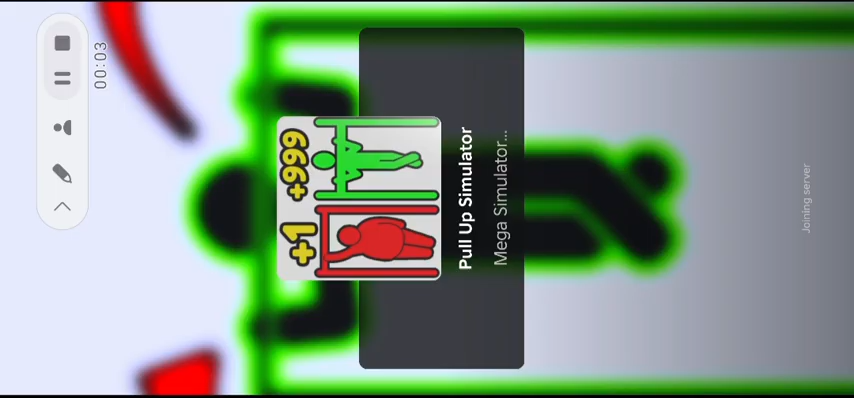 00:03
+1
+999
Pull Up Simulator
Mega Simulator...
Joining server